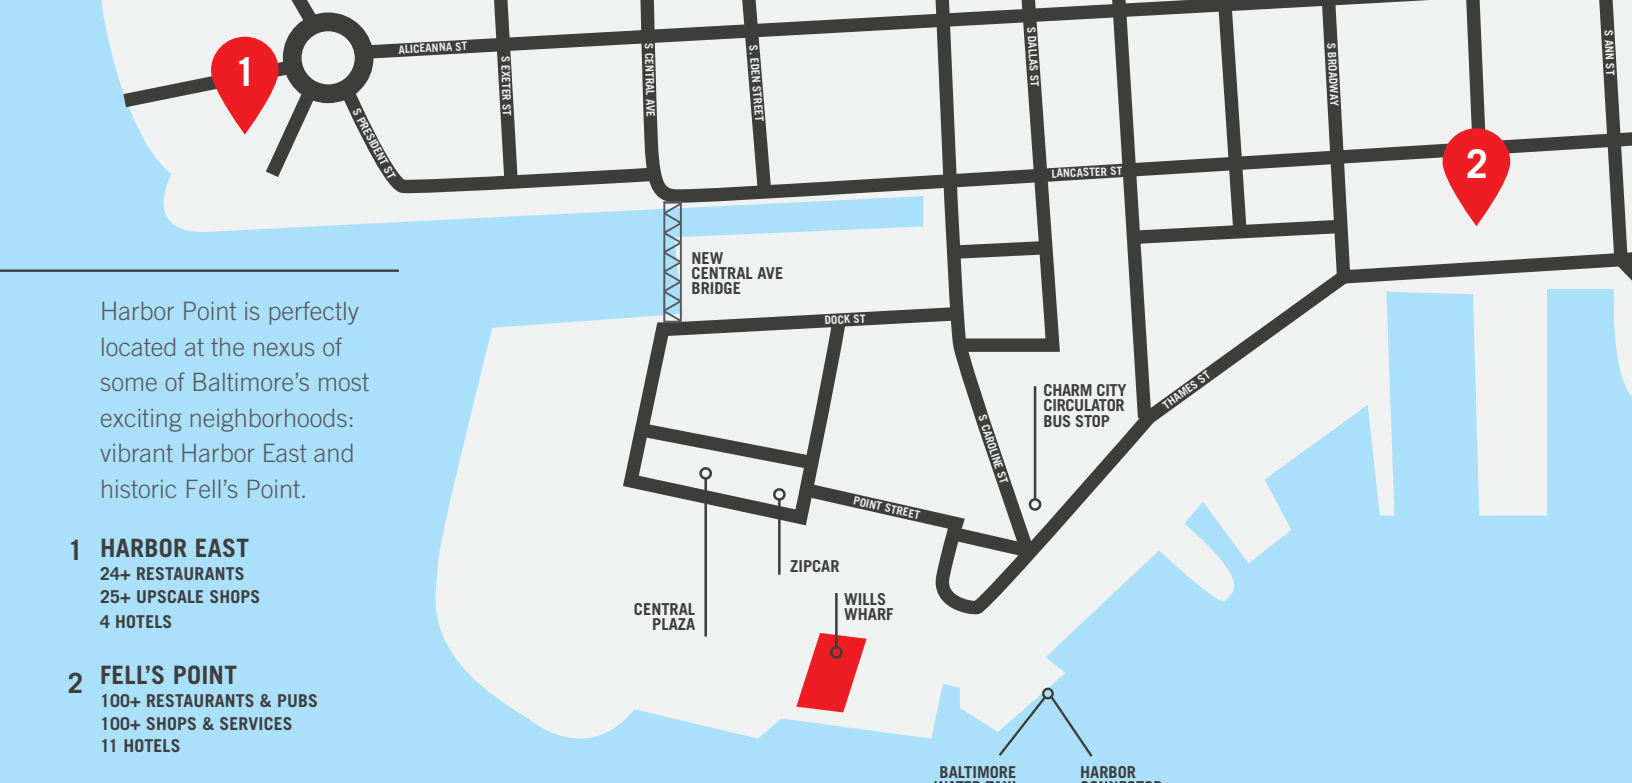 1
ALICEANNA ST
S EXETER ST
S CENTRAL AVE
S. EDEN STREET
S DALLAS ST
S BROADWAY
S ANN ST
S PRESIDENT ST
LANCASTER ST
2
NEW
CENTRAL AVE
BRIDGE
Harbor Point is perfectly
located at the nexus of
some of Baltimore's most
exciting neighborhoods:
vibrant Harbor East and
historic Fell's Point.
DOCK ST
THAMES ST
CHARM CITY
CIRCULATOR
BUS STOP
S CAROLINE ST
POINT STREET
1 HARBOR EAST
24+ RESTAURANTS
25+ UPSCALE SHOPS
4 HOTELS
ZIPCAR
CENTRAL
PLAZA
WILLS
WHARF
2 FELL'S POINT
100+ RESTAURANTS & PUBS
100+ SHOPS & SERVICES
11 HOTELS
BALTIMORE
HARBOR